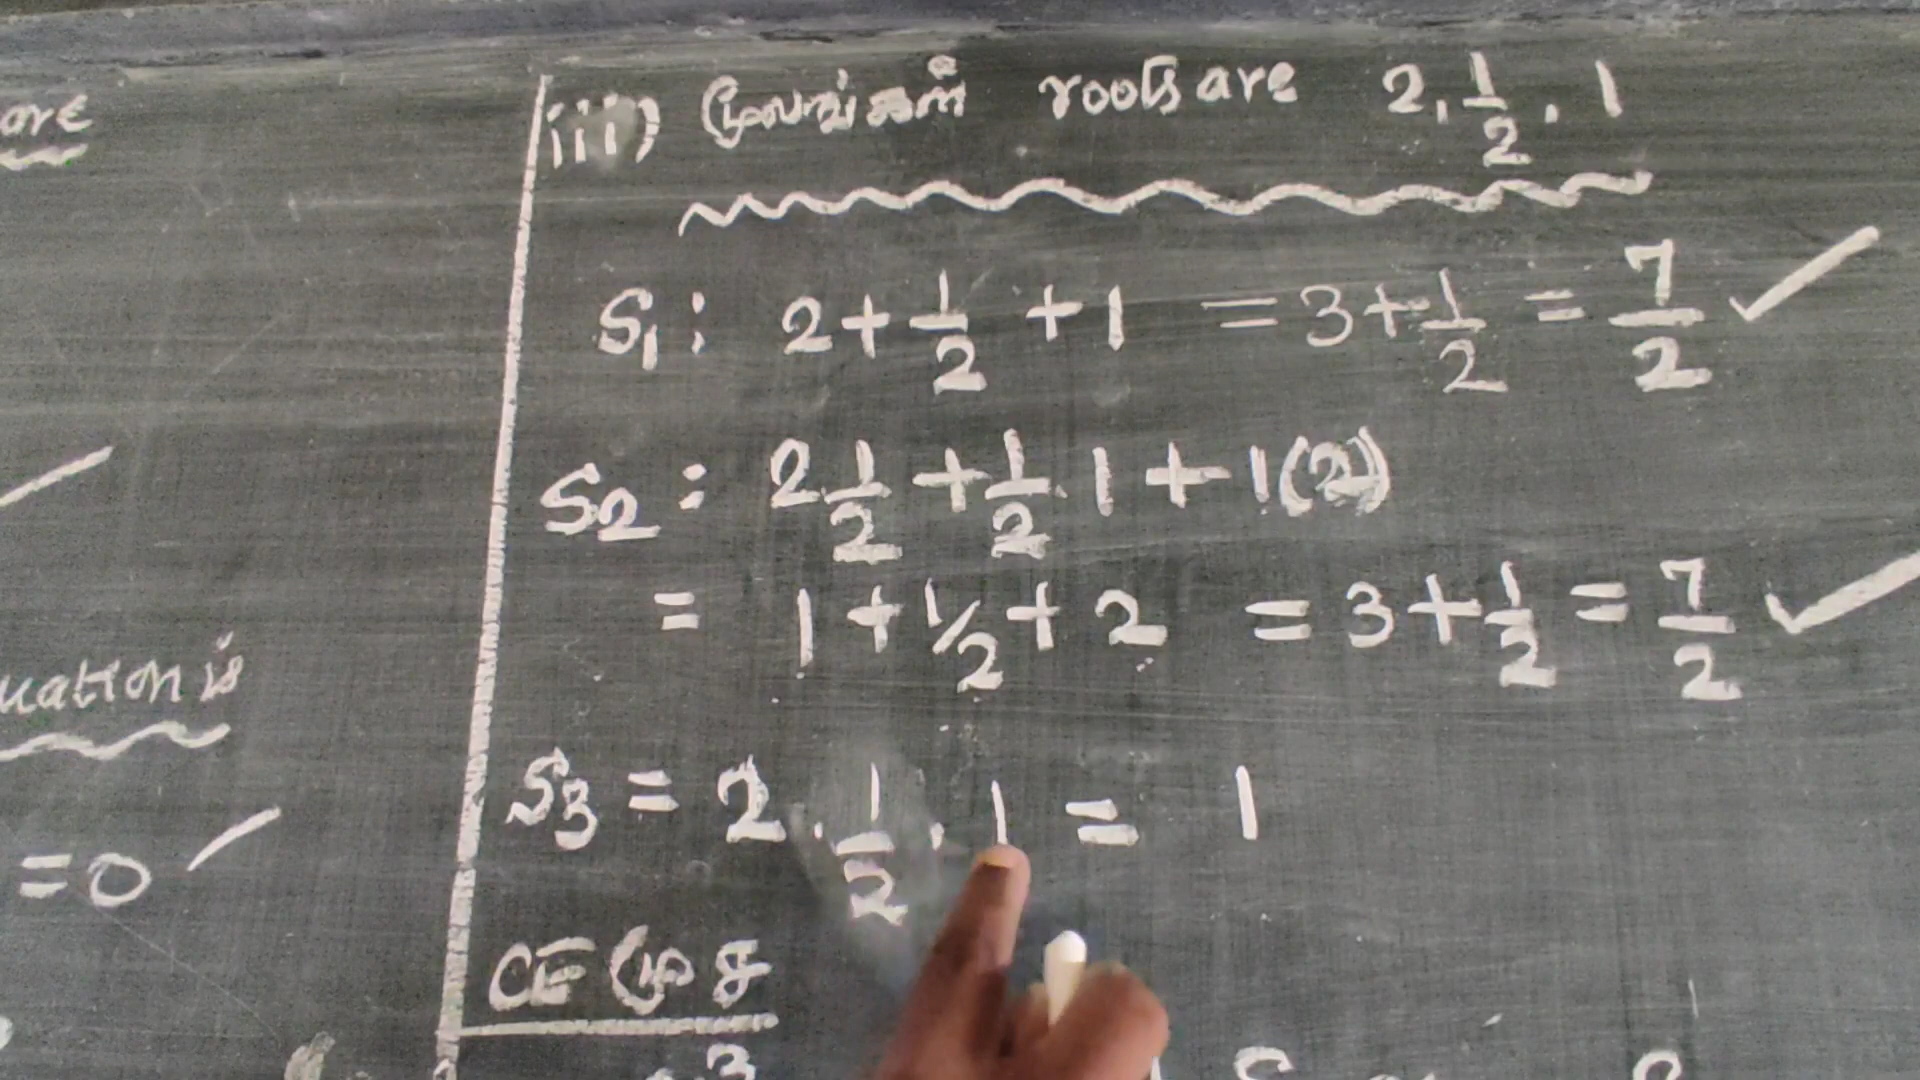 ore
iii) மூலங்கள் roots are 2, 1/2, 1
S₁: 2 + 1/2 + 1 = 3 + 1/2 = 7/2 ✓
S₂: 2·1/2 + 1/2·1 + 1(2)
= 1 + 1/2 + 2 = 3 + 1/2 = 7/2 ✓
uation is
S₃ = 2 · 1/2 · 1 = 1
= 0 ✓
CE முச